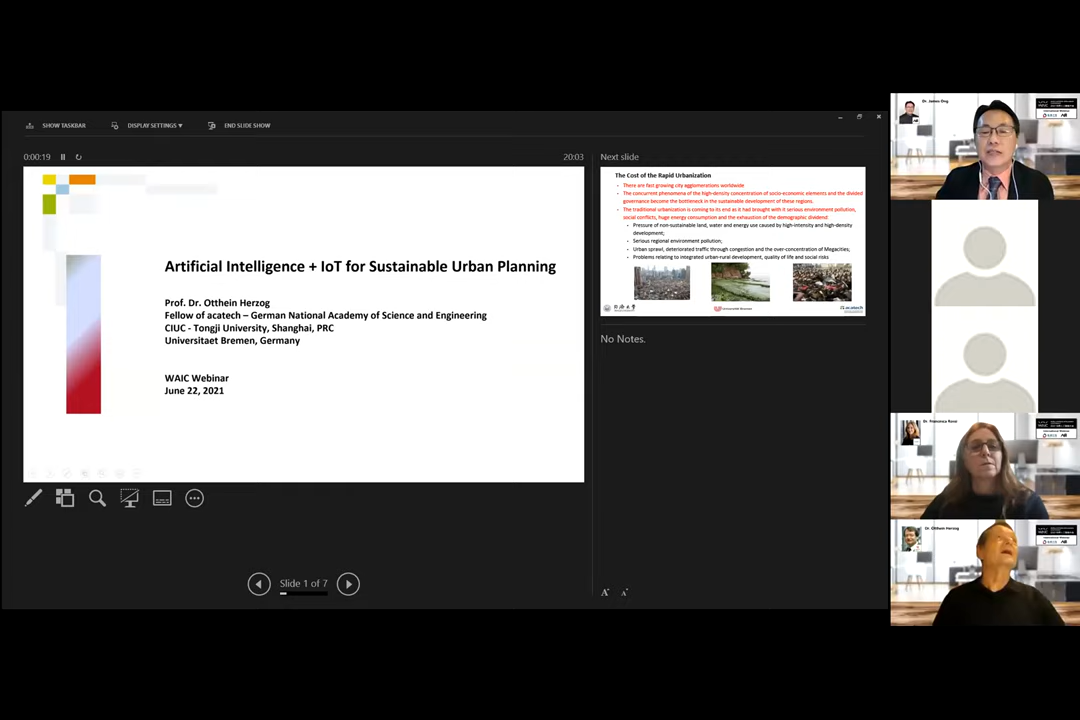 SHOW TASKBAR
DISPLAY SETTINGS ▾
END SLIDE SHOW
0:00:19
20:03
Next slide
Artificial Intelligence + IoT for Sustainable Urban Planning
Prof. Dr. Otthein Herzog
Fellow of acatech – German National Academy of Science and Engineering
CIUC - Tongji University, Shanghai, PRC
Universitaet Bremen, Germany
WAIC Webinar
June 22, 2021
The Cost of the Rapid Urbanization
There are fast growing city agglomerations worldwide
The concurrent phenomena of the high-density concentration of socio-economic elements and the divided
governance become the bottleneck in the sustainable development of these regions.
The traditional urbanization is coming to its end as it had brought with it serious environment pollution,
social conflicts, huge energy consumption and the exhaustion of the demographic dividend:
Pressure of non-sustainable land, water and energy use caused by high-intensity and high-density
development;
Serious regional environment pollution;
Urban sprawl, deteriorated traffic through congestion and the over-concentration of Megacities;
Problems relating to integrated urban-rural development, quality of life and social risks
acatech
No Notes.
Slide 1 of 7
Dr. James Ong
Dr. Francesca Rossi
Dr. Otthein Herzog